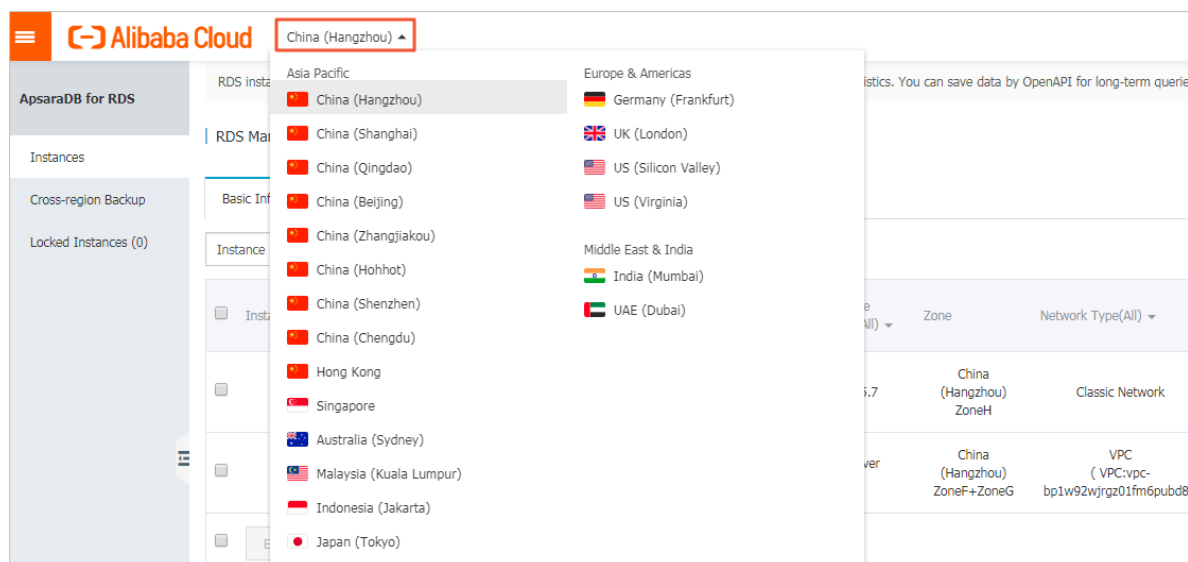 Alibaba Cloud
China (Hangzhou)
ApsaraDB for RDS
Instances
Cross-region Backup
Locked Instances (0)
RDS insta
istics. You can save data by OpenAPI for long-term querie
RDS Mar
Basic Inf
Instance
Asia Pacific
China (Hangzhou)
China (Shanghai)
China (Qingdao)
China (Beijing)
China (Zhangjiakou)
China (Hohhot)
China (Shenzhen)
China (Chengdu)
Hong Kong
Singapore
Australia (Sydney)
Malaysia (Kuala Lumpur)
Indonesia (Jakarta)
Japan (Tokyo)
Europe & Americas
Germany (Frankfurt)
UK (London)
US (Silicon Valley)
US (Virginia)
Middle East & India
India (Mumbai)
UAE (Dubai)
Zone
Network Type(All)
China
(Hangzhou)
ZoneH
Classic Network
5.7
ver
China
(Hangzhou)
ZoneF+ZoneG
VPC
( VPC:vpc-
bp1w92wjrgz01fm6pubd8